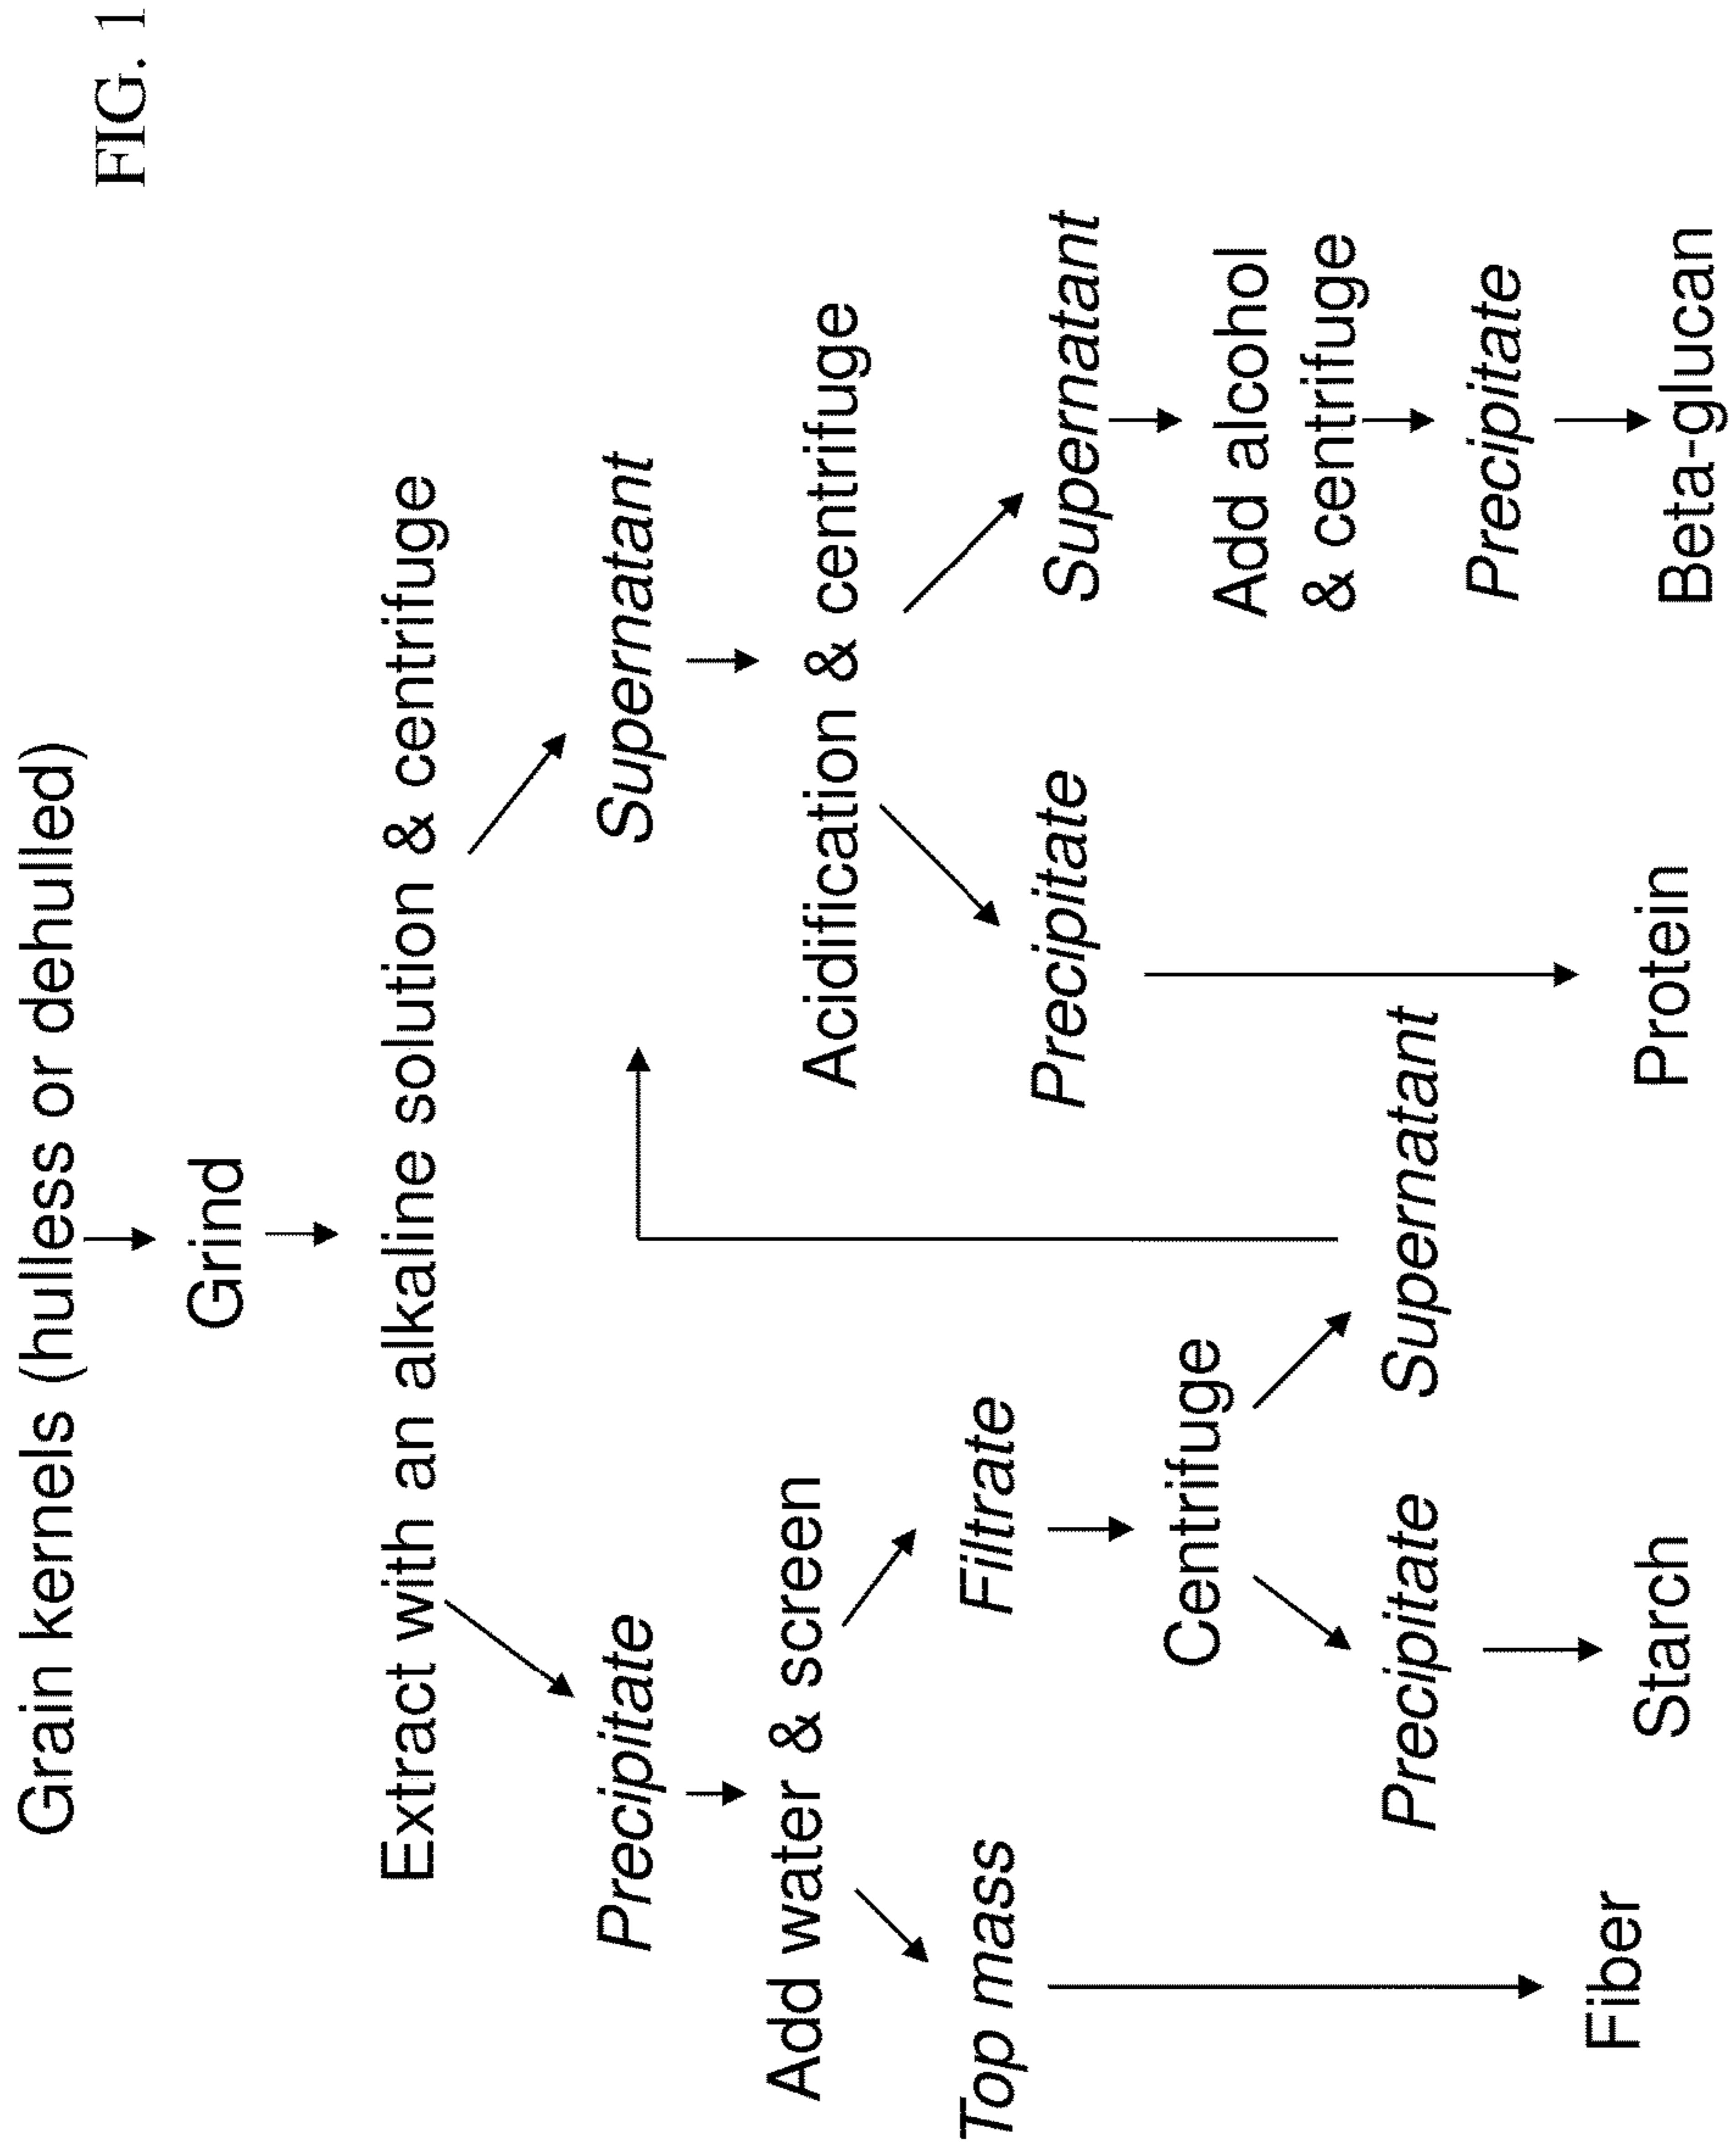 FIG. 1
Grain kernels (hulless or dehulled)
Grind
Extract with an alkaline solution & centrifuge
Precipitate
Supernatant
Add water & screen
Acidification & centrifuge
Top mass
Filtrate
Precipitate
Supernatant
Centrifuge
Add alcohol
& centrifuge
Precipitate
Supernatant
Precipitate
Fiber
Starch
Protein
Beta-glucan